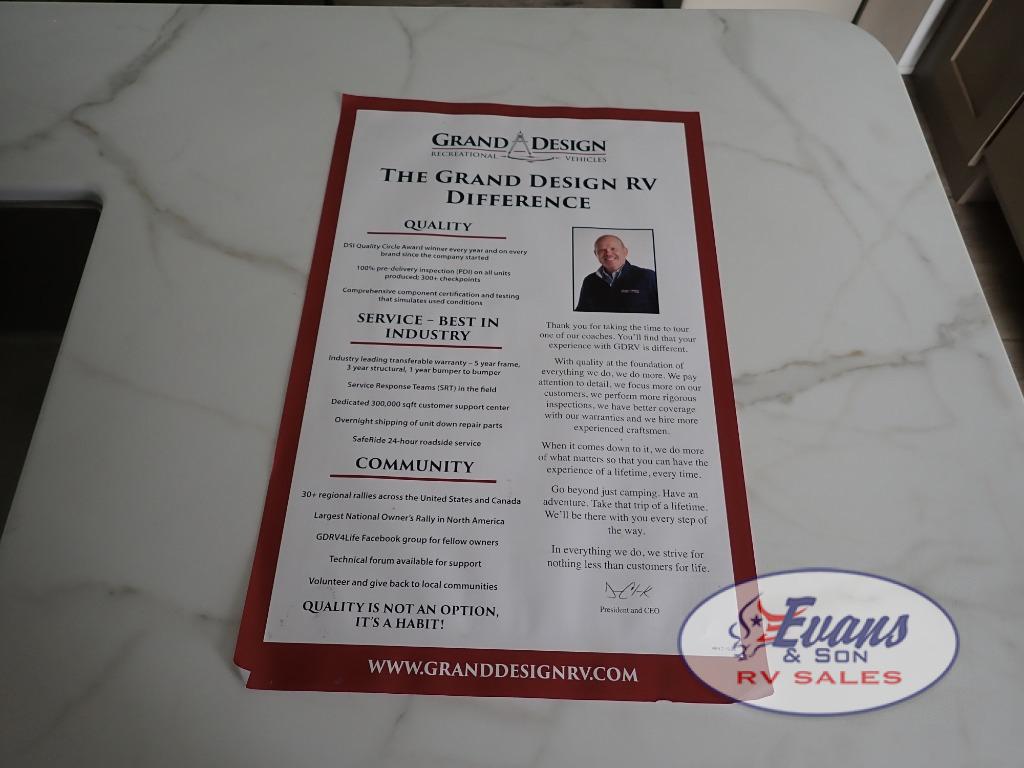 GRAND DESIGN
RECREATIONAL VEHICLES
THE GRAND DESIGN RV
DIFFERENCE
QUALITY
DSI Quality Circle Award winner every year and on every
brand since the company started
100% pre-delivery inspection (PDI) on all units
produced; 300+ checkpoints
Comprehensive component certification and testing
that simulates used conditions
SERVICE – BEST IN
INDUSTRY
Industry leading transferable warranty – 5 year frame,
3 year structural, 1 year bumper to bumper
Service Response Teams (SRT) in the field
Dedicated 300,000 sqft customer support center
Overnight shipping of unit down repair parts
SafeRide 24-hour roadside service
COMMUNITY
30+ regional rallies across the United States and Canada
Largest National Owner's Rally in North America
GDRV4Life Facebook group for fellow owners
Technical forum available for support
Volunteer and give back to local communities
QUALITY IS NOT AN OPTION,
IT'S A HABIT!
Thank you for taking the time to tour
one of our coaches. You'll find that your
experience with GDRV is different.
With quality at the foundation of
everything we do, we do more. We pay
attention to detail, we focus more on our
customers, we perform more rigorous
inspections, we have better coverage
with our warranties and we hire more
experienced craftsmen.
When it comes down to it, we do more
of what matters so that you can have the
experience of a lifetime, every time.
Go beyond just camping. Have an
adventure. Take that trip of a lifetime.
We'll be there with you every step of
the way.
In everything we do, we strive for
nothing less than customers for life.
President and CEO
WWW.GRANDDESIGNRV.COM
Evans
& SON
RV SALES